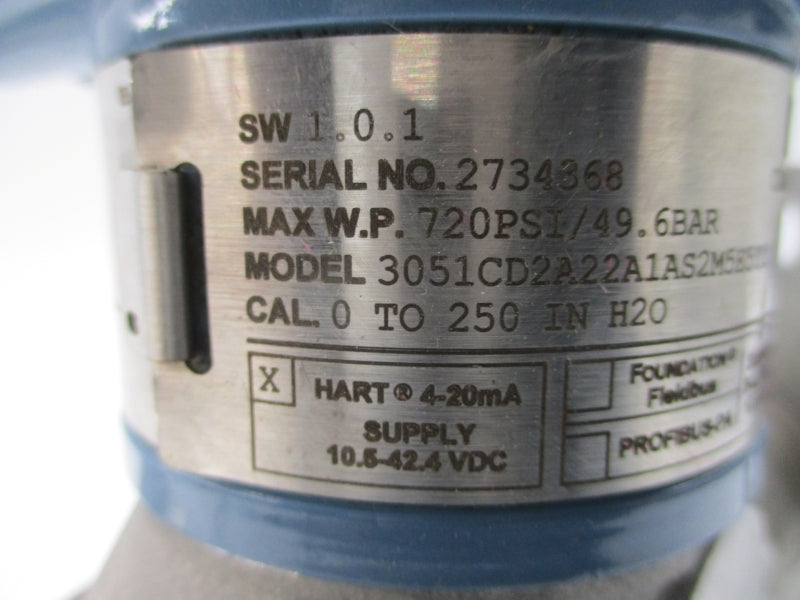 SW 1.0.1
SERIAL NO. 2734368
MAX W.P. 720PSI/49.6BAR
MODEL
CAL. 0 TO 250 IN H2O
X
HART® 4-20mA
SUPPLY
10.5-42.4 VDC
FOUNDATION
Fieldbus
PROFIBUS-PA